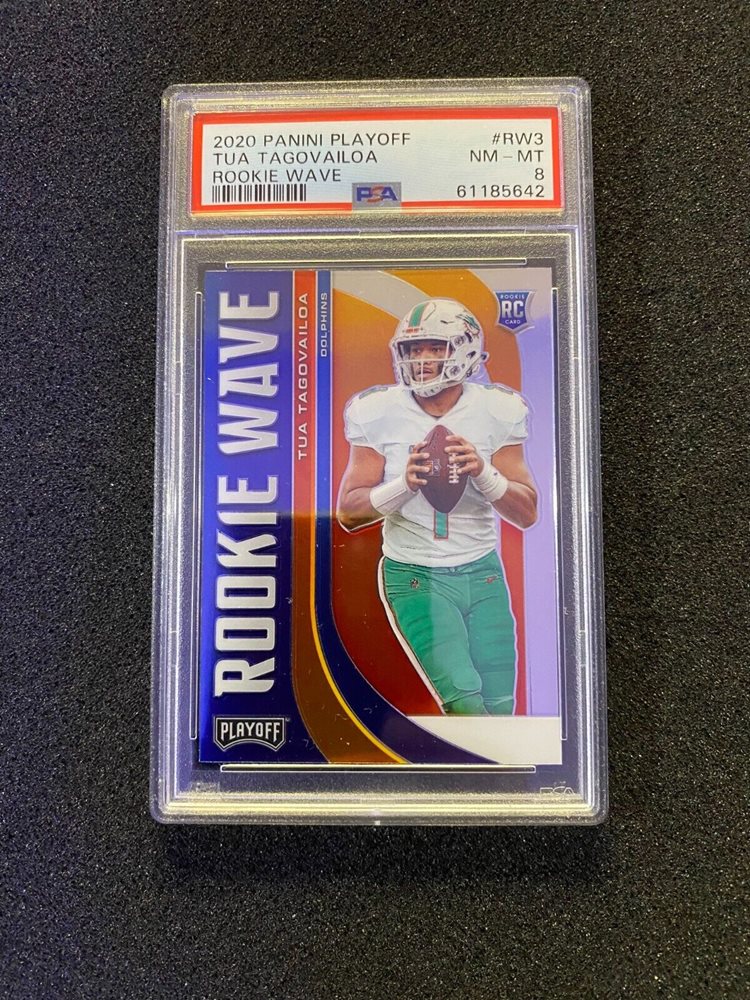 2020 PANINI PLAYOFF #RW3
TUA TAGOVAILOA NM - MT
ROOKIE WAVE 8
PSA 61185642
ROOKIE WAVE
TUA TAGOVAILOA
DOLPHINS
ROOKIE
RC
CARD
PLAYOFF
PSA